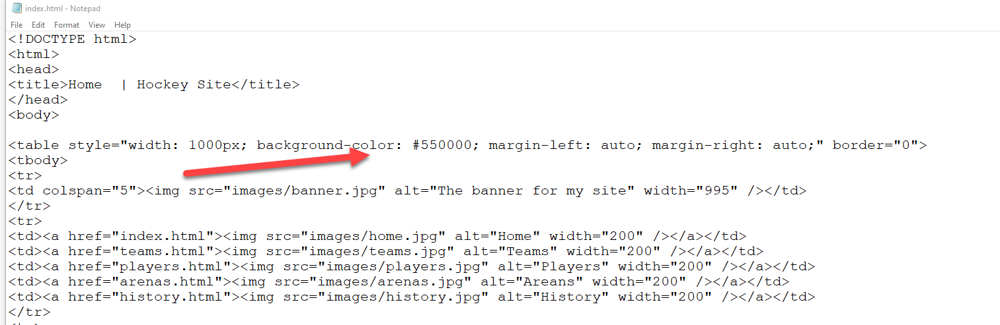 index.html - Notepad
File Edit Format View Help
<!DOCTYPE html>
<html>
<head>
<title>Home  | Hockey Site</title>
</head>
<body>
<table style="width: 1000px; background-color: #550000; margin-left: auto; margin-right: auto;" border="0">
<tbody>
<tr>
<td colspan="5"><img src="images/banner.jpg" alt="The banner for my site" width="995" /></td>
</tr>
<tr>
<td><a href="index.html"><img src="images/home.jpg" alt="Home" width="200" /></a></td>
<td><a href="teams.html"><img src="images/teams.jpg" alt="Teams" width="200" /></a></td>
<td><a href="players.html"><img src="images/players.jpg" alt="Players" width="200" /></a></td>
<td><a href="arenas.html"><img src="images/arenas.jpg" alt="Areans" width="200" /></a></td>
<td><a href="history.html"><img src="images/history.jpg" alt="History" width="200" /></a></td>
</tr>